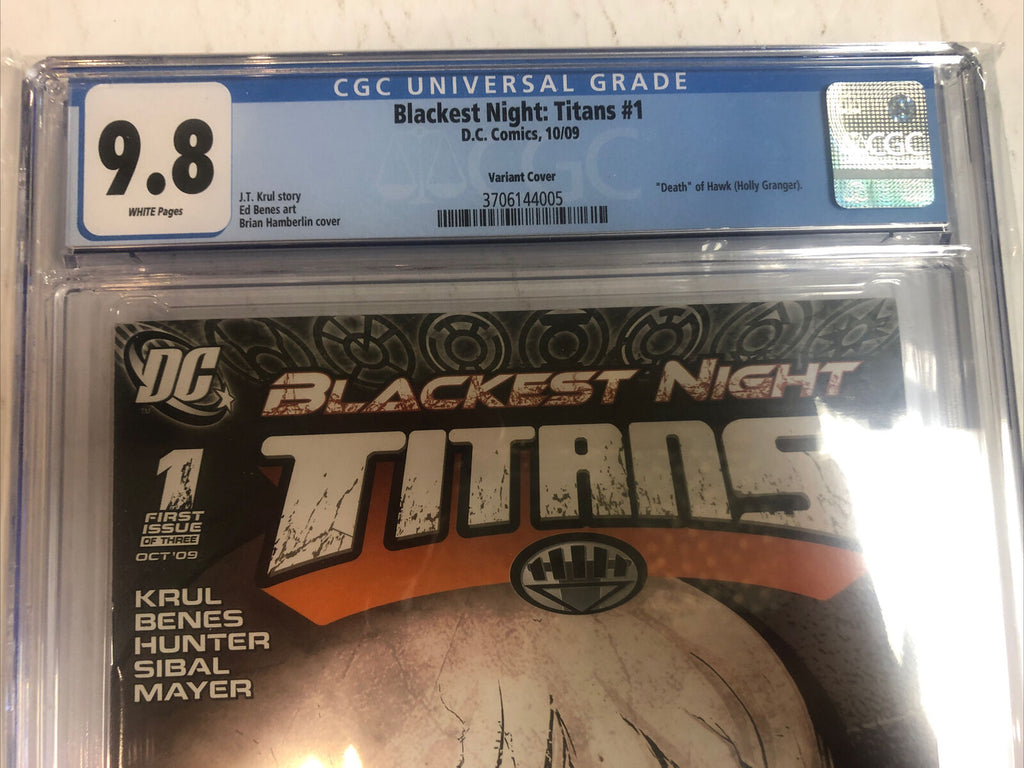 CGC UNIVERSAL GRADE
9.8
WHITE Pages
Blackest Night: Titans #1
D.C. Comics, 10/09
Variant Cover
3706144005
J.T. Krul story
Ed Benes art
Brian Hamberlin cover
"Death" of Hawk (Holly Granger).
CGC
CGC
DC
TM
BLACKEST NIGHT
TITANS
1
FIRST
ISSUE
OF THREE
OCT '09
KRUL
BENES
HUNTER
SIBAL
MAYER